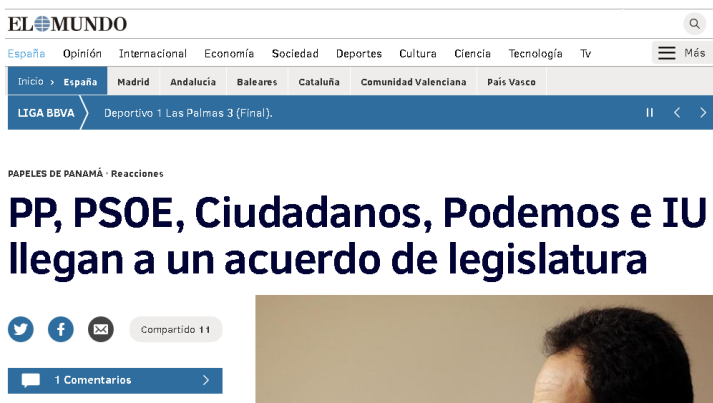 EL MUNDO
España Opinión Internacional Economía Sociedad Deportes Cultura Ciencia Tecnología Tv Más
Inicio › España Madrid Andalucía Baleares Cataluña Comunidad Valenciana País Vasco
LIGA BBVA Deportivo 1 Las Palmas 3 (Final).
PAPELES DE PANAMÁ · Reacciones
PP, PSOE, Ciudadanos, Podemos e IU
llegan a un acuerdo de legislatura
Compartido 11
1 Comentarios